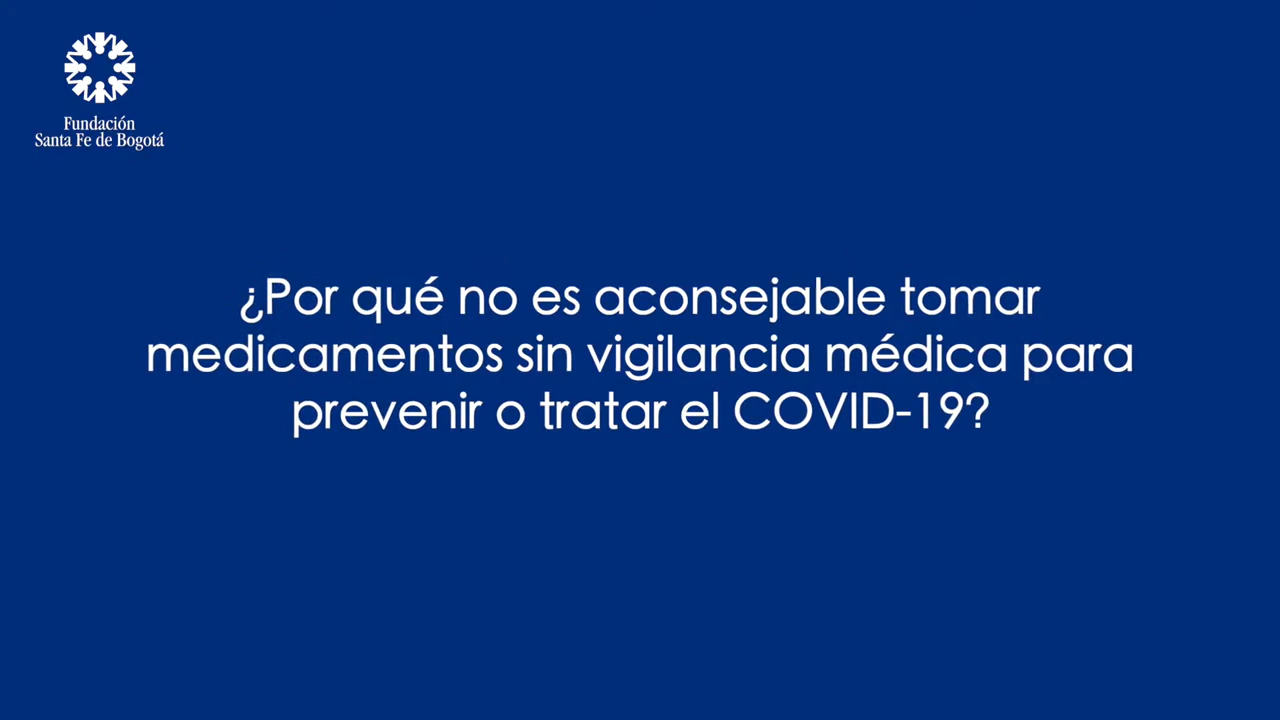 Fundación
Santa Fe de Bogotá
¿Por qué no es aconsejable tomar
medicamentos sin vigilancia médica para
prevenir o tratar el COVID-19?